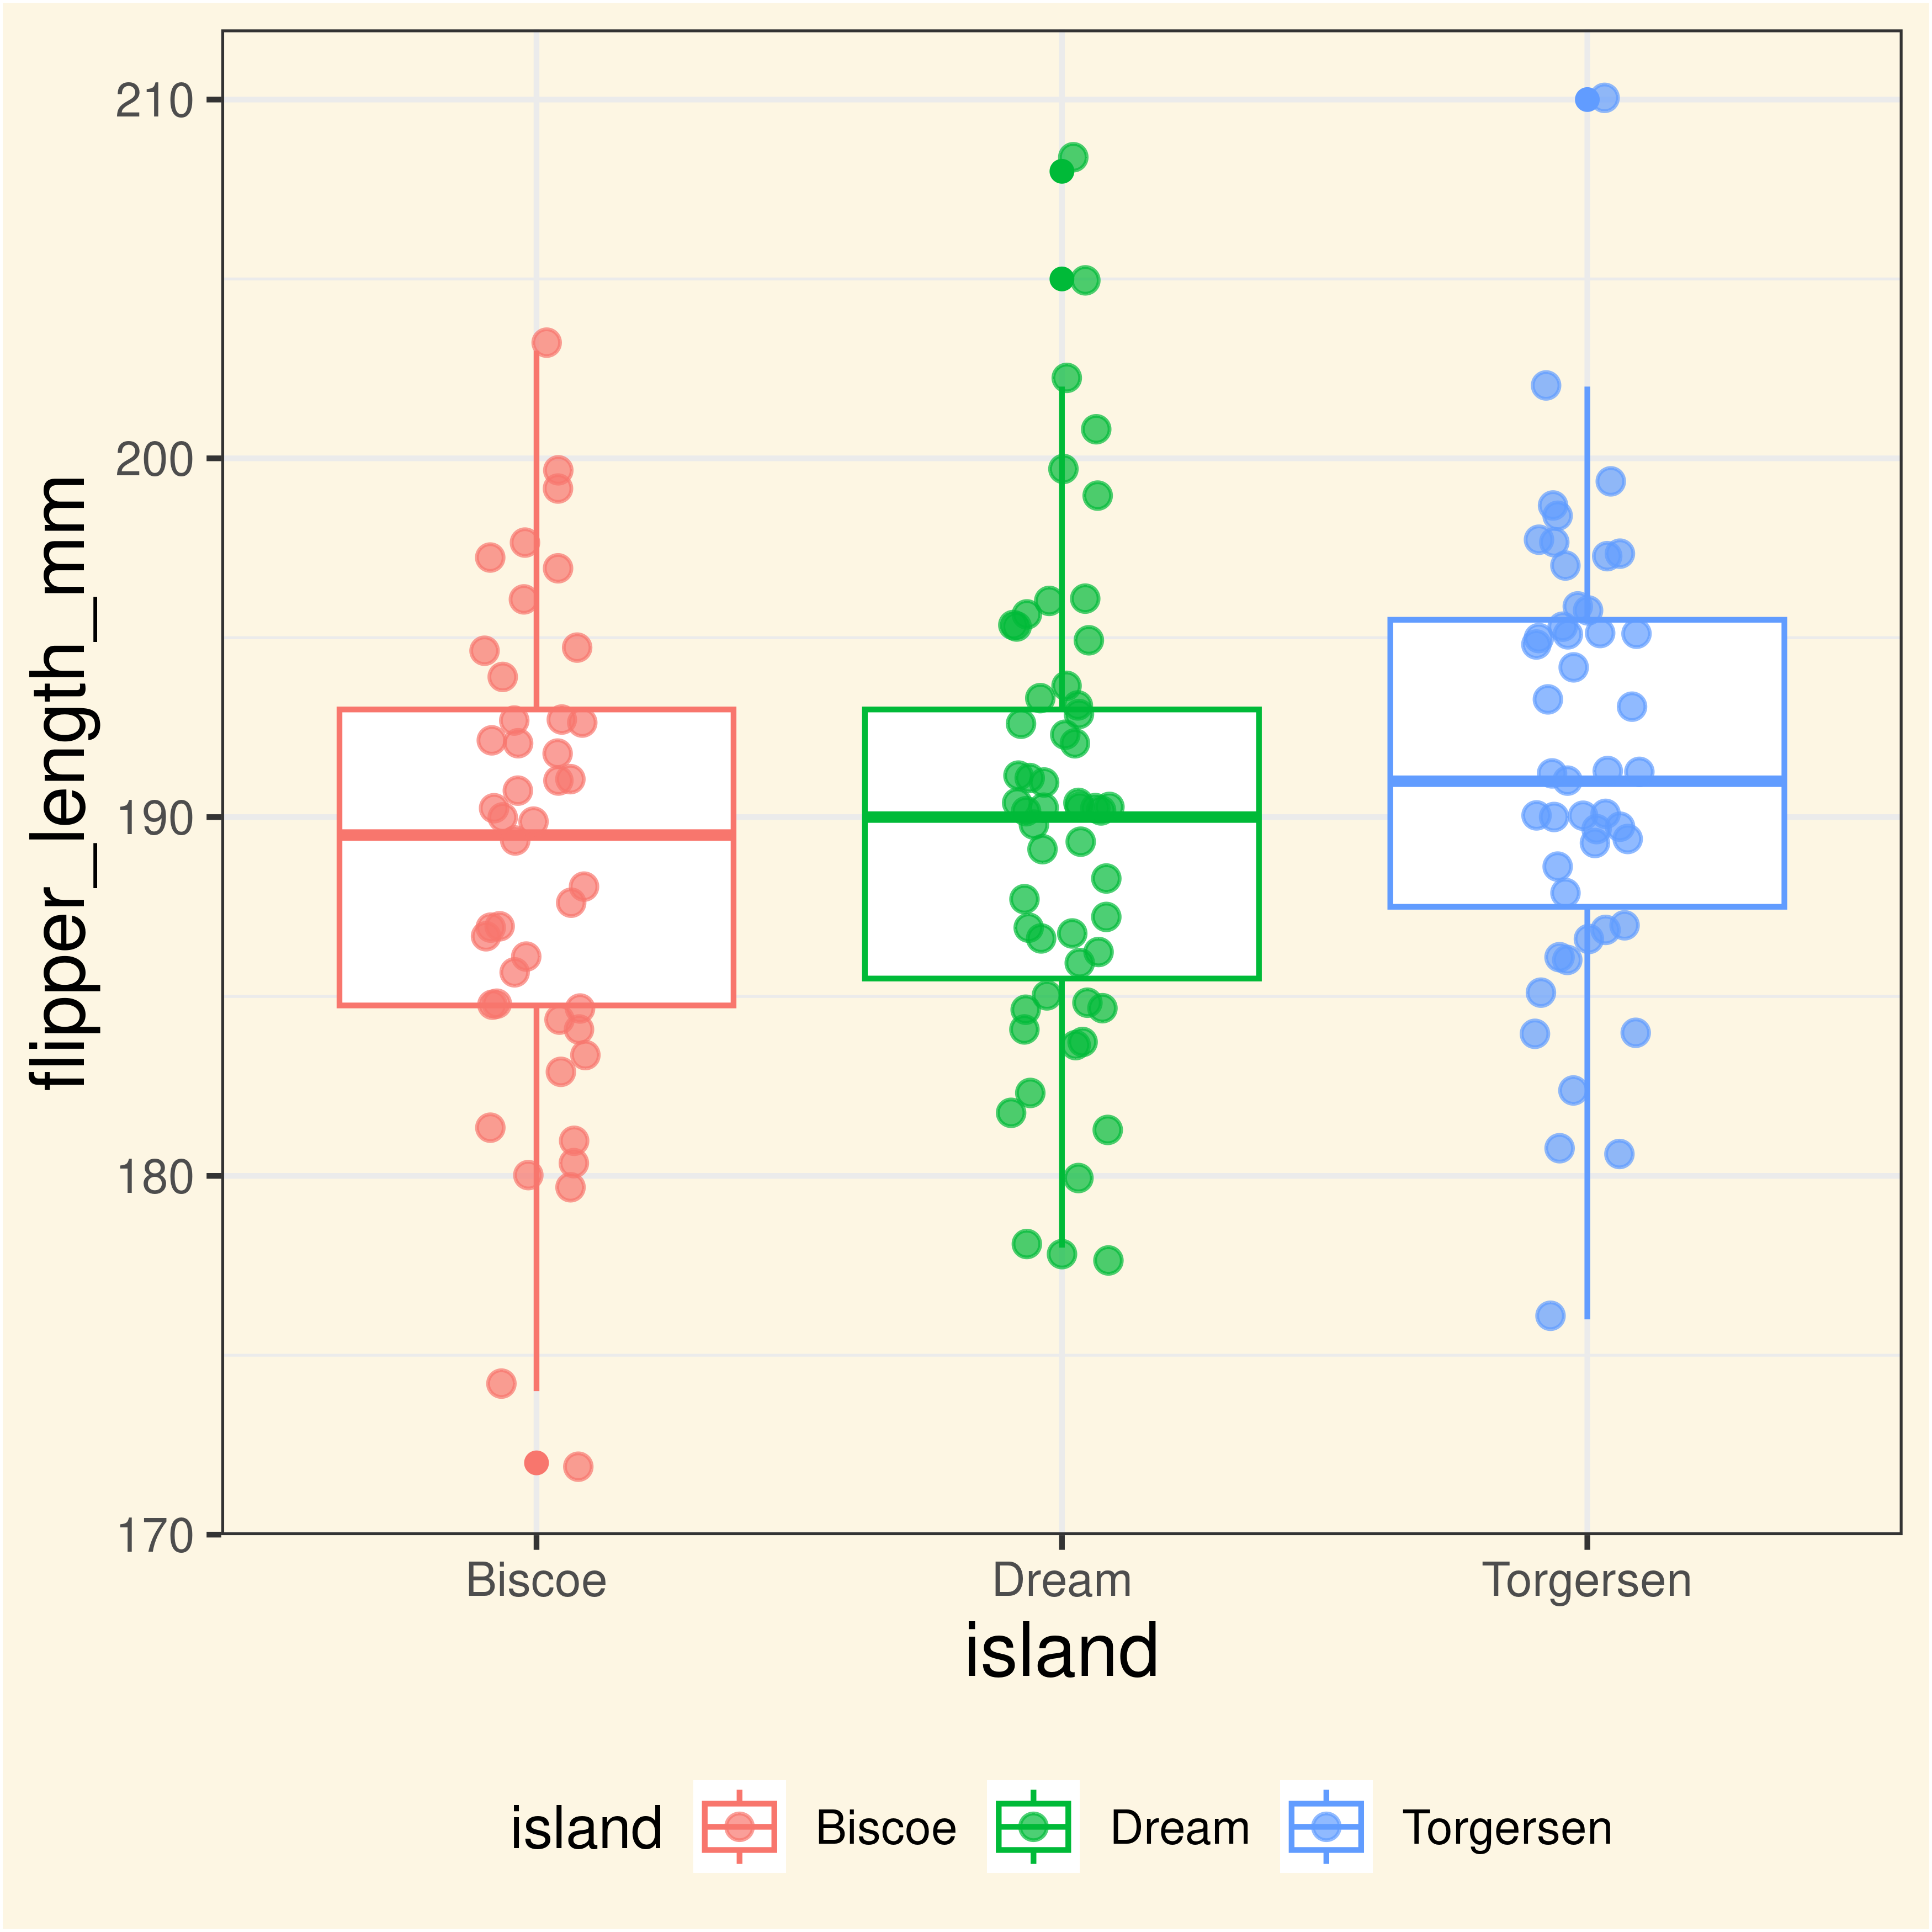 flipper_length_mm
210
200
190
180
170
Biscoe Dream Torgersen
island
island Biscoe Dream Torgersen